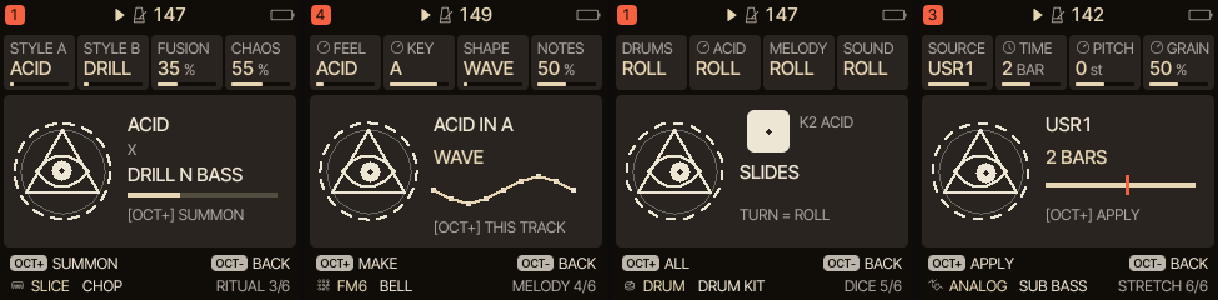 1 147
STYLE A STYLE B FUSION CHAOS
ACID DRILL 35 % 55 %
ACID
X
DRILL N BASS
[OCT+] SUMMON
OCT+ SUMMON OCT- BACK
SLICE CHOP RITUAL 3/6
4 149
FEEL KEY SHAPE NOTES
ACID A WAVE 50 %
ACID IN A
WAVE
[OCT+] THIS TRACK
OCT+ MAKE OCT- BACK
FM6 BELL MELODY 4/6
1 147
DRUMS ACID MELODY SOUND
ROLL ROLL ROLL ROLL
K2 ACID
SLIDES
TURN = ROLL
OCT+ ALL OCT- BACK
DRUM DRUM KIT DICE 5/6
3 142
SOURCE TIME PITCH GRAIN
USR1 2 BAR 0 st 50 %
USR1
2 BARS
[OCT+] APPLY
OCT+ APPLY OCT- BACK
ANALOG SUB BASS STRETCH 6/6